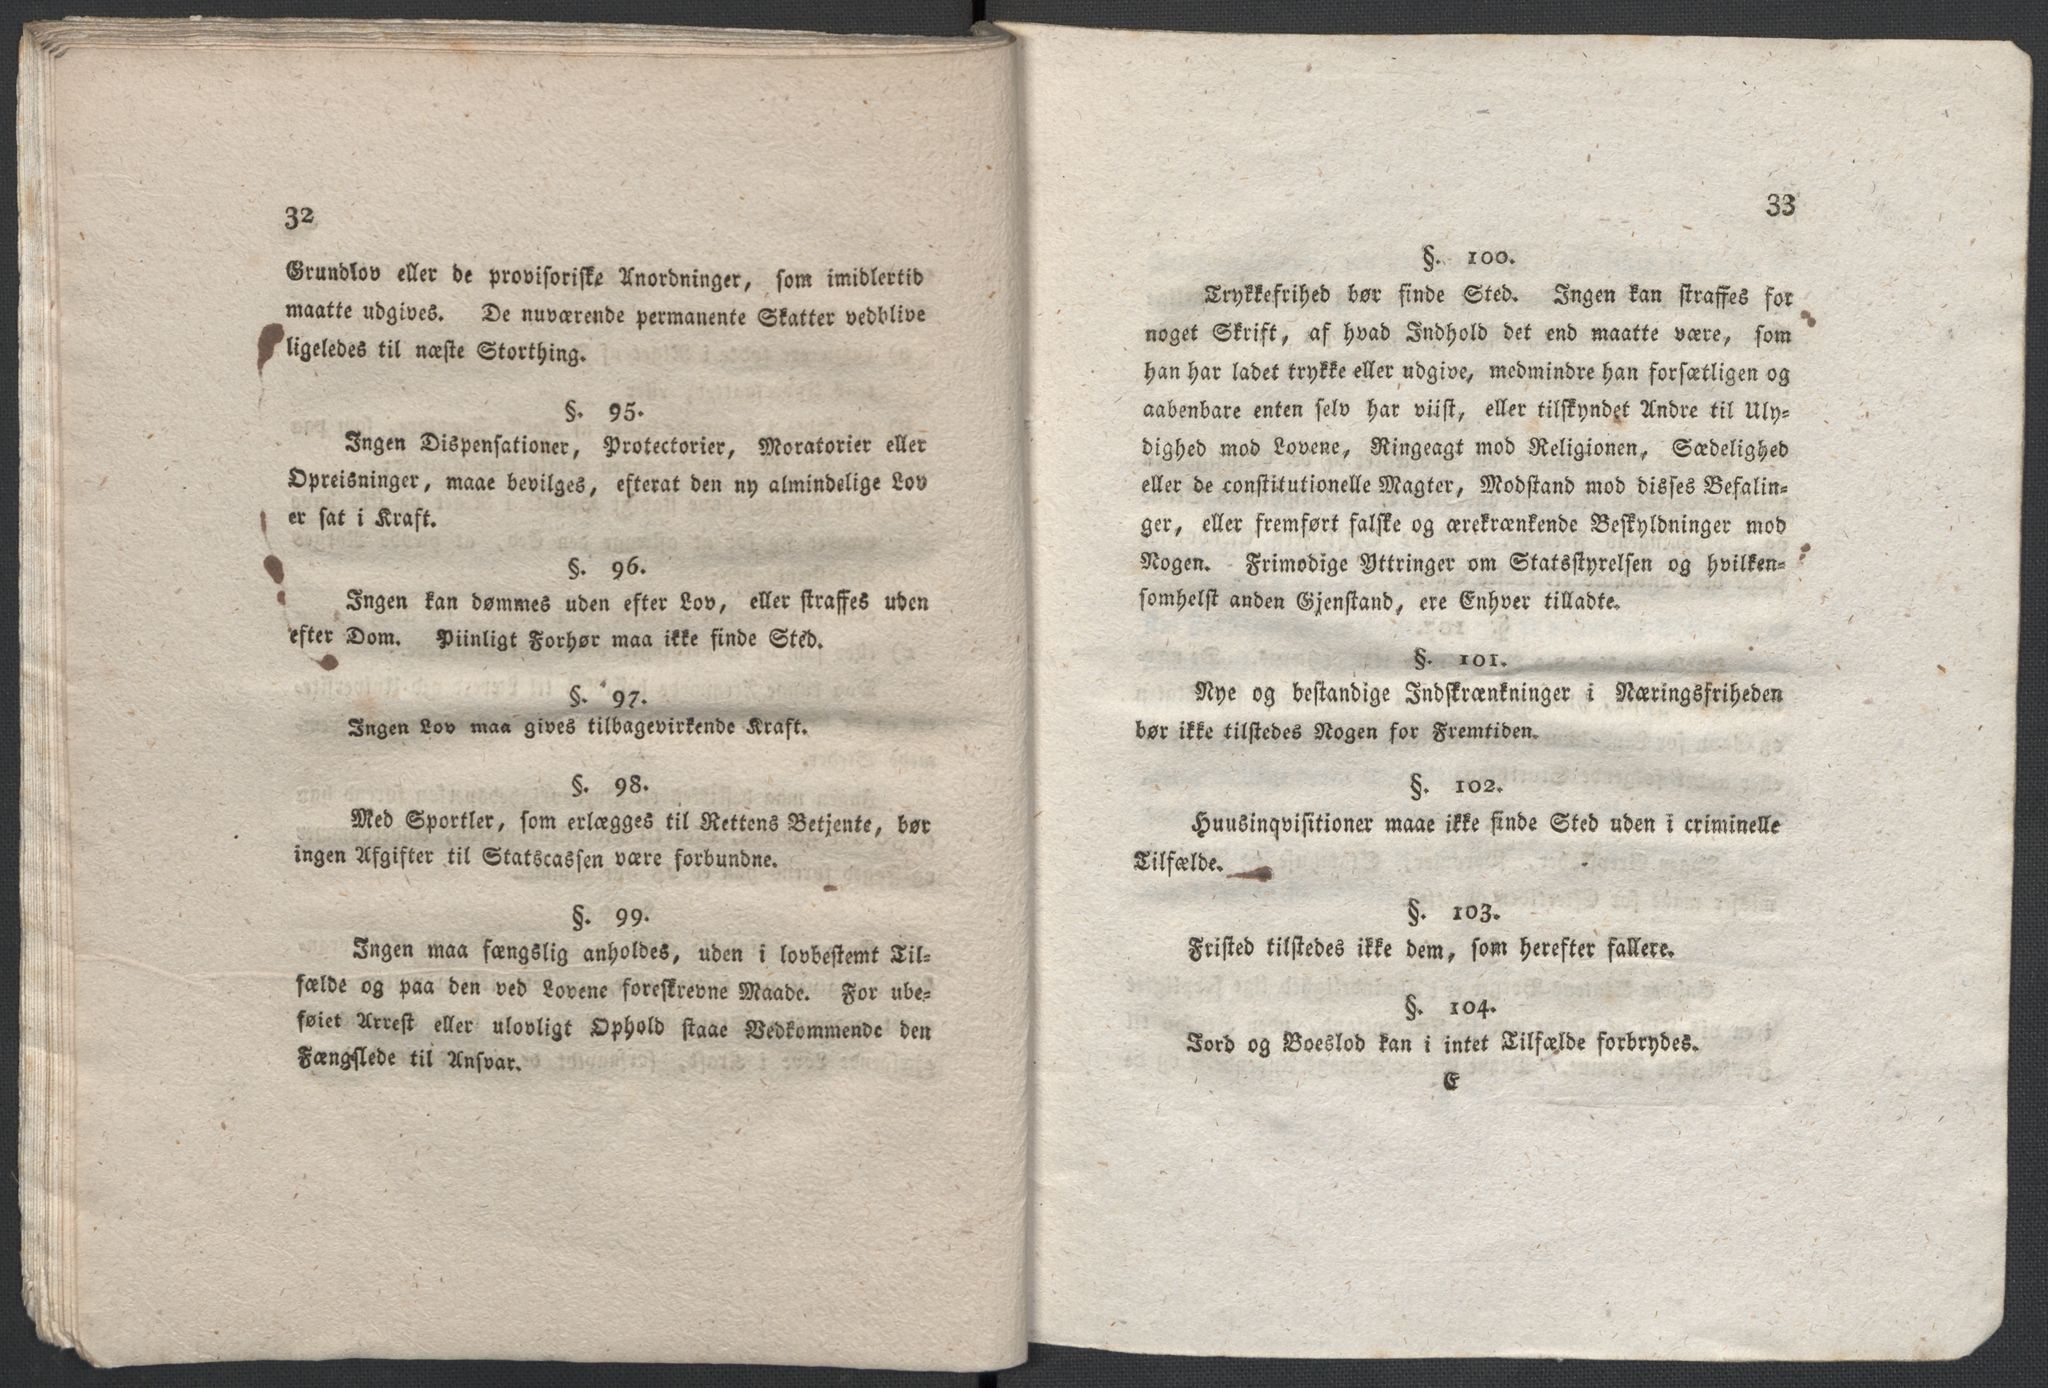 32
Grundlov eller de provisoriske Anordninger, som imidlertid
maatte udgives. De nuværende permanente Skatter vedblive
ligeledes til næste Storthing.
§. 95.
Ingen Dispensationer, Protectorier, Moratorier eller
Opreisninger, maae bevilges, efterat den ny almindelige Lov
er sat i Kraft.
§. 96.
Ingen kan dømmes uden efter Lov, eller straffes uden
efter Dom. Piinligt Forhør maa ikke finde Sted.
§. 97.
Ingen Lov maa gives tilbagevirkende Kraft.
§. 98.
Med Sportler, som erlægges til Rettens Betjente, bør
ingen Afgifter til Statscassen være forbundne.
§. 99.
Ingen maa fængslig anholdes, uden i lovbestemt Til-
fælde og paa den ved Lovene foreskrevne Maade. For ube-
føiet Arrest eller ulovligt Ophold staae Vedkommende den
Fængslede til Ansvar.
33
§. 100.
Trykkefrihed bør finde Sted. Ingen kan straffes for
noget Skrift, af hvad Indhold det end maatte være, som
han har ladet trykke eller udgive, medmindre han forsætligen og
aabenbare enten selv har viist, eller tilskyndet Andre til Uly-
dighed mod Lovene, Ringeagt mod Religionen, Sædelighed
eller de constitutionelle Magter, Modstand mod disses Befalin-
ger, eller fremført falske og ærekrænkende Beskyldninger mod
Nogen. Frimodige Yttringer om Statsstyrelsen og hvilken-
somhelst anden Gjenstand, ere Enhver tilladte.
§. 101.
Nye og bestandige Indskrænkninger i Næringsfriheden
bør ikke tilstedes Nogen for Fremtiden.
§. 102.
Huusinqvisitioner maae ikke finde Sted uden i criminelle
Tilfælde.
§. 103.
Fristed tilstedes ikke dem, som herefter fallere.
§. 104.
Jord og Boeslod kan i intet Tilfælde forbrydes.
E